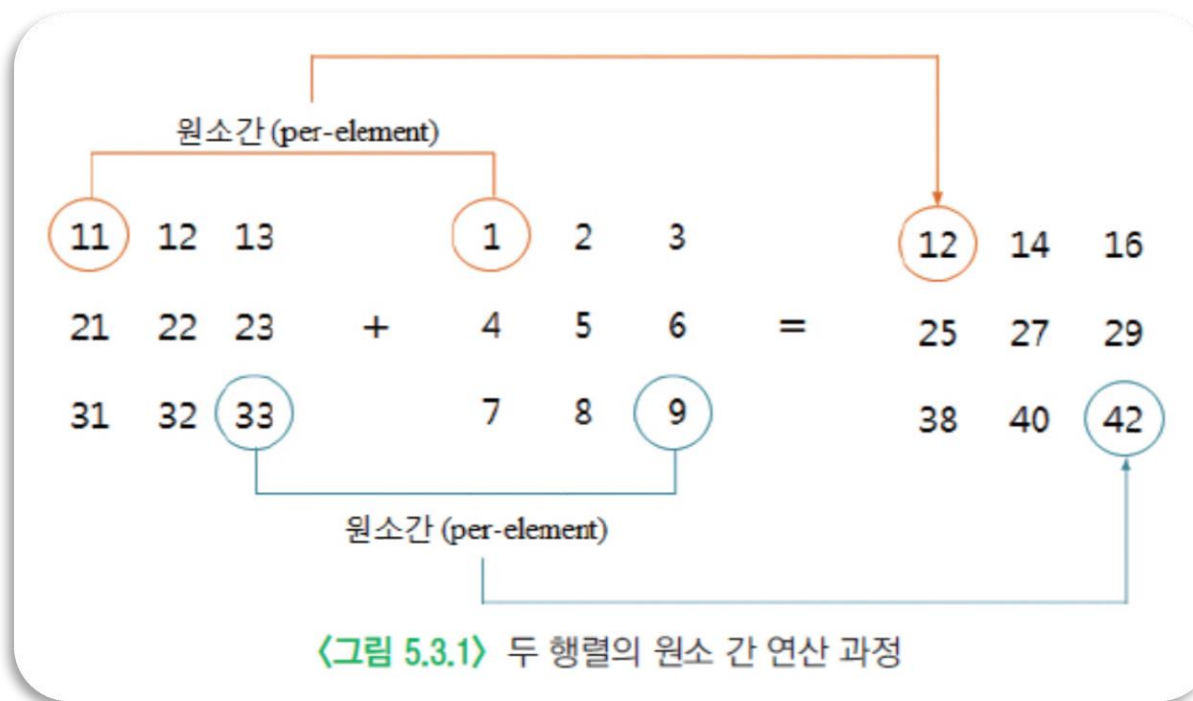 원소간 (per-element)
11 12 13 1 2 3 12 14 16
21 22 23 + 4 5 6 = 25 27 29
31 32 33 7 8 9 38 40 42
원소간 (per-element)
<그림 5.3.1> 두 행렬의 원소 간 연산 과정